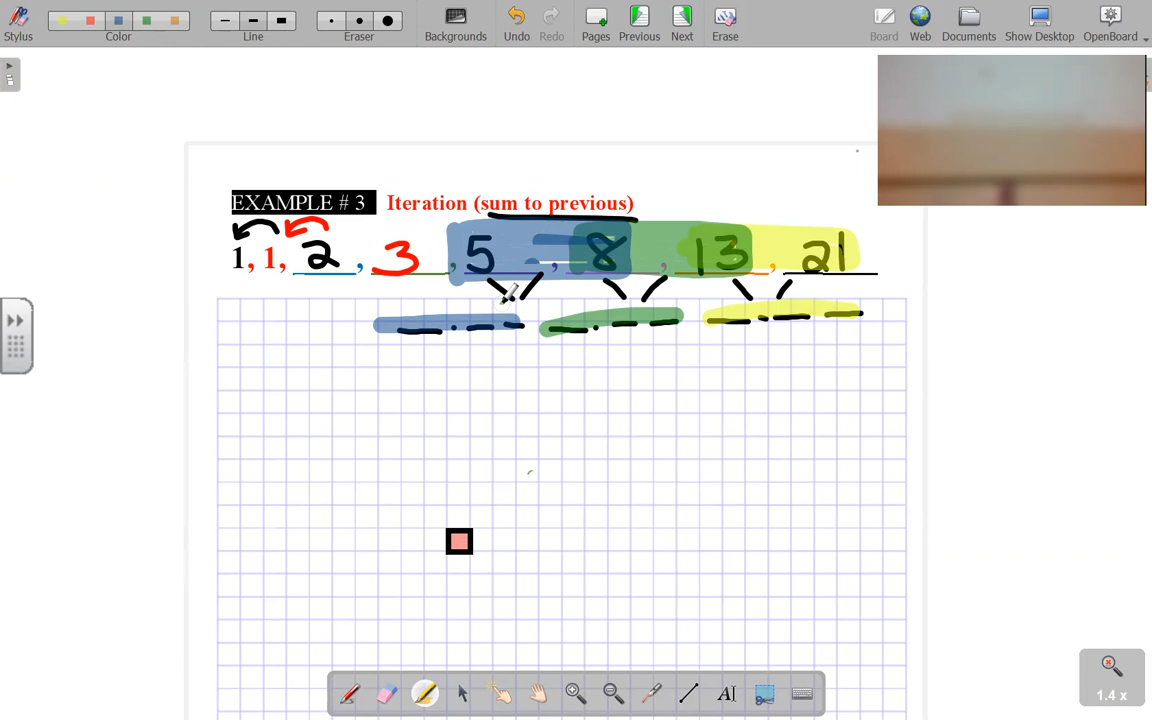 Stylus Color Line Eraser Backgrounds Undo Redo Pages Previous Next Erase Board Web Documents Show Desktop OpenBoard
EXAMPLE # 3 Iteration (sum to previous)
1, 1, 2, 3, 5, 8, 13, 21
1.4 x